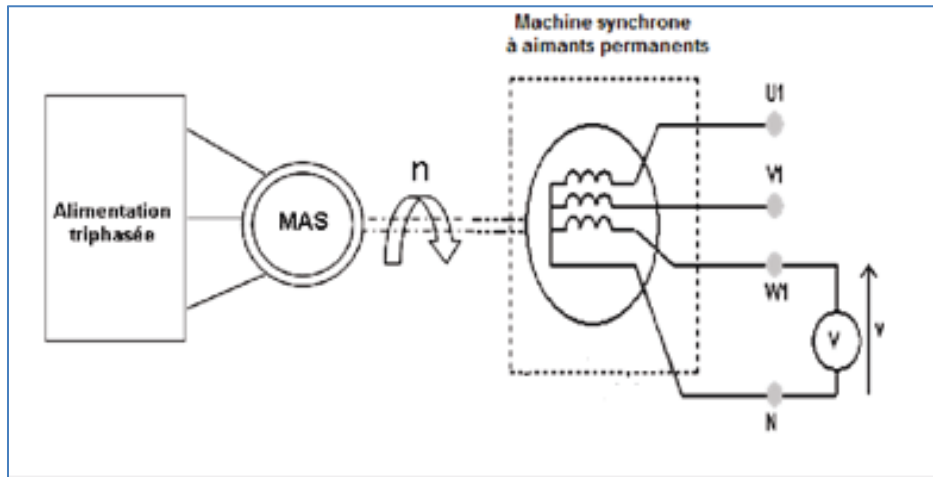 Machine synchrone
à aimants permanents
U1
V1
n
Alimentation
triphasée
MAS
W1
V
v
N